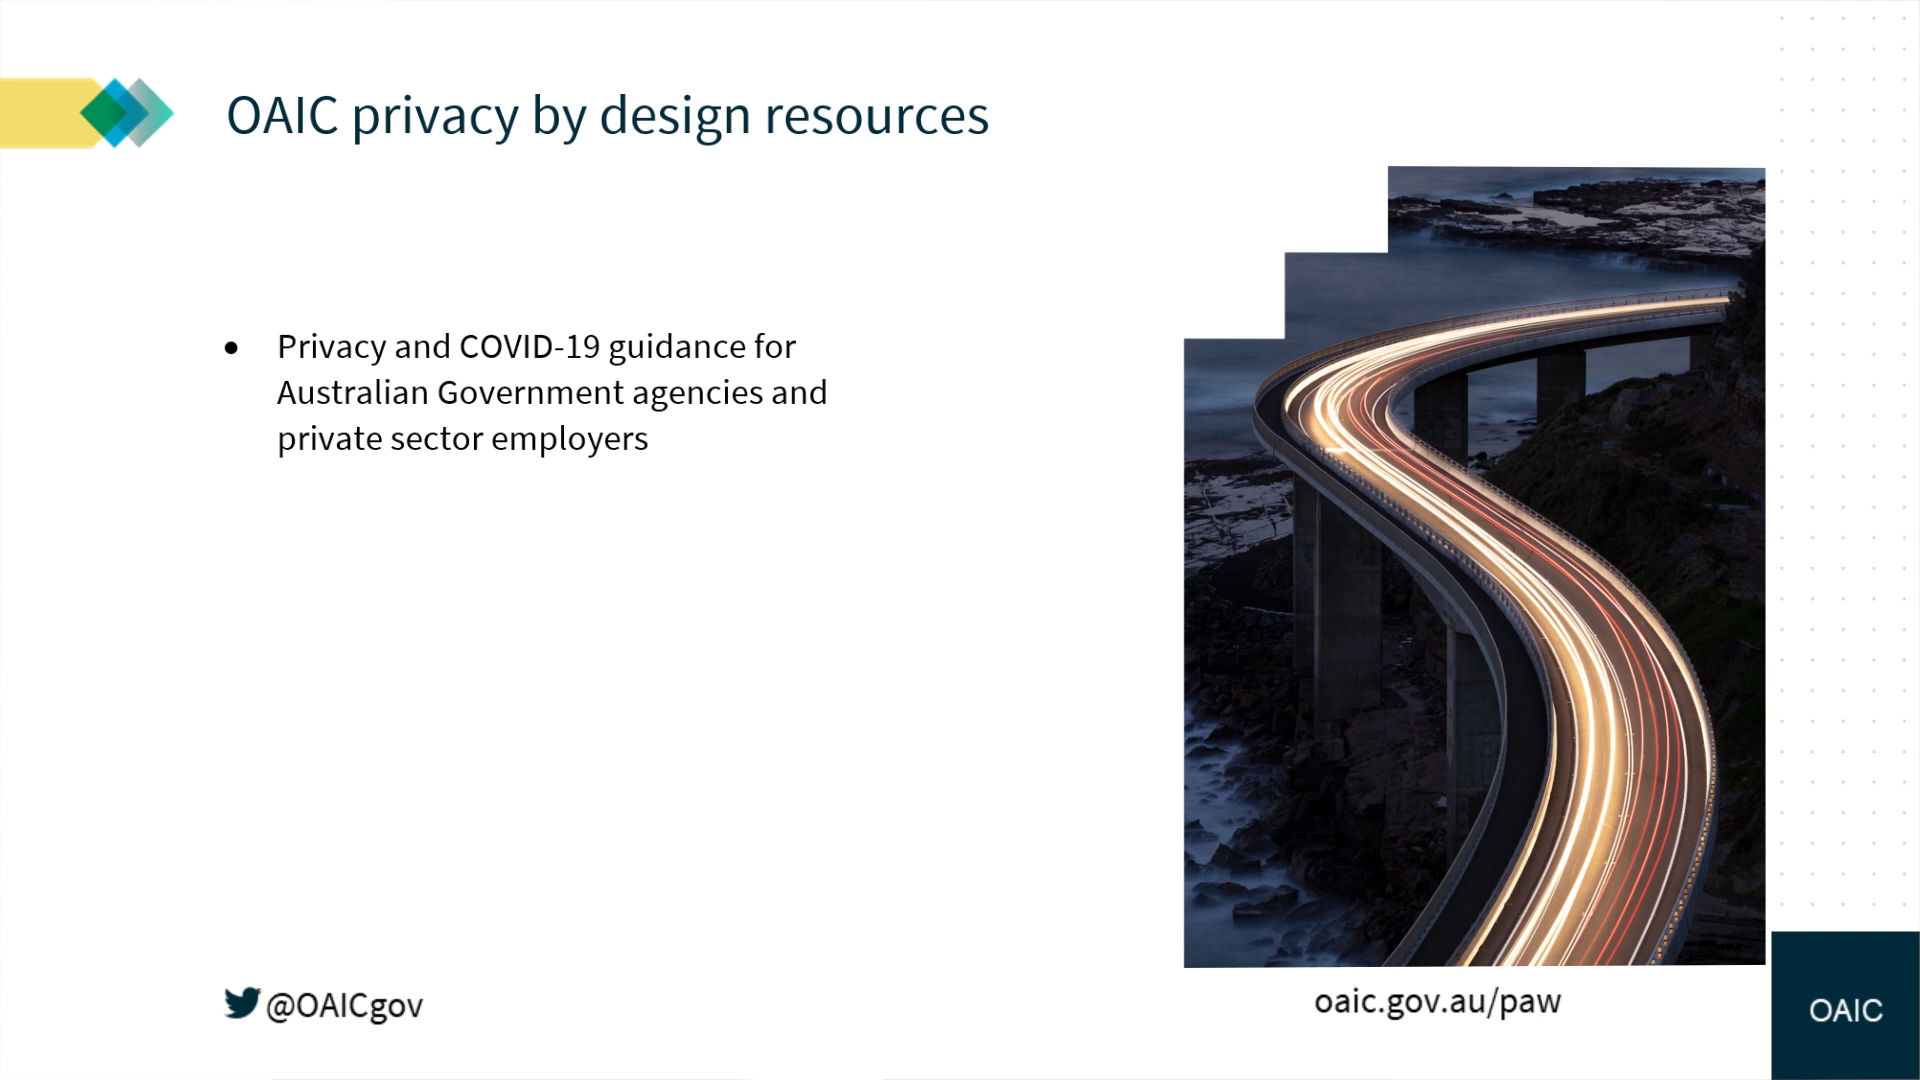 OAIC privacy by design resources
• Privacy and COVID-19 guidance for
Australian Government agencies and
private sector employers
@OAICgov
oaic.gov.au/paw
OAIC